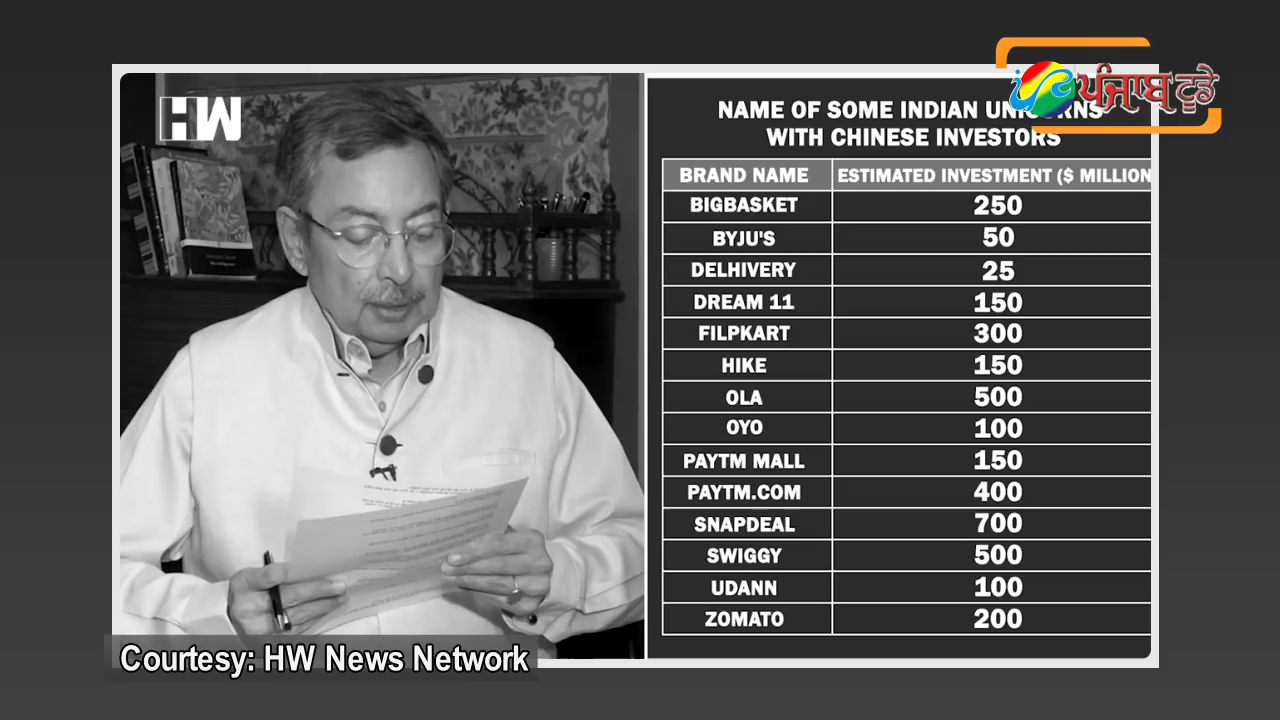 HW
ਪੰਜਾਬ ਟੂਡੇ
NAME OF SOME INDIAN UNICORNS
WITH CHINESE INVESTORS
BRAND NAME ESTIMATED INVESTMENT ($ MILLION
BIGBASKET 250
BYJU'S 50
DELHIVERY 25
DREAM 11 150
FILPKART 300
HIKE 150
OLA 500
OYO 100
PAYTM MALL 150
PAYTM.COM 400
SNAPDEAL 700
SWIGGY 500
UDANN 100
ZOMATO 200
Courtesy: HW News Network